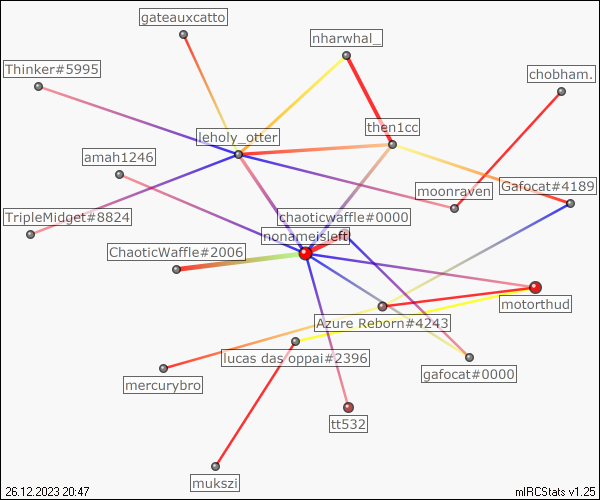 gateauxcatto
nharwhal_
Thinker#5995
chobham.
then1cc
leholy_otter
amah1246
moonraven
Gafocat#4189
TripleMidget#8824
chaoticwaffle#0000
nonameisleft
ChaoticWaffle#2006
motorthud
Azure Reborn#4243
lucas das oppai#2396
mercurybro
gafocat#0000
tt532
mukszi
26.12.2023 20:47
mIRCStats v1.25